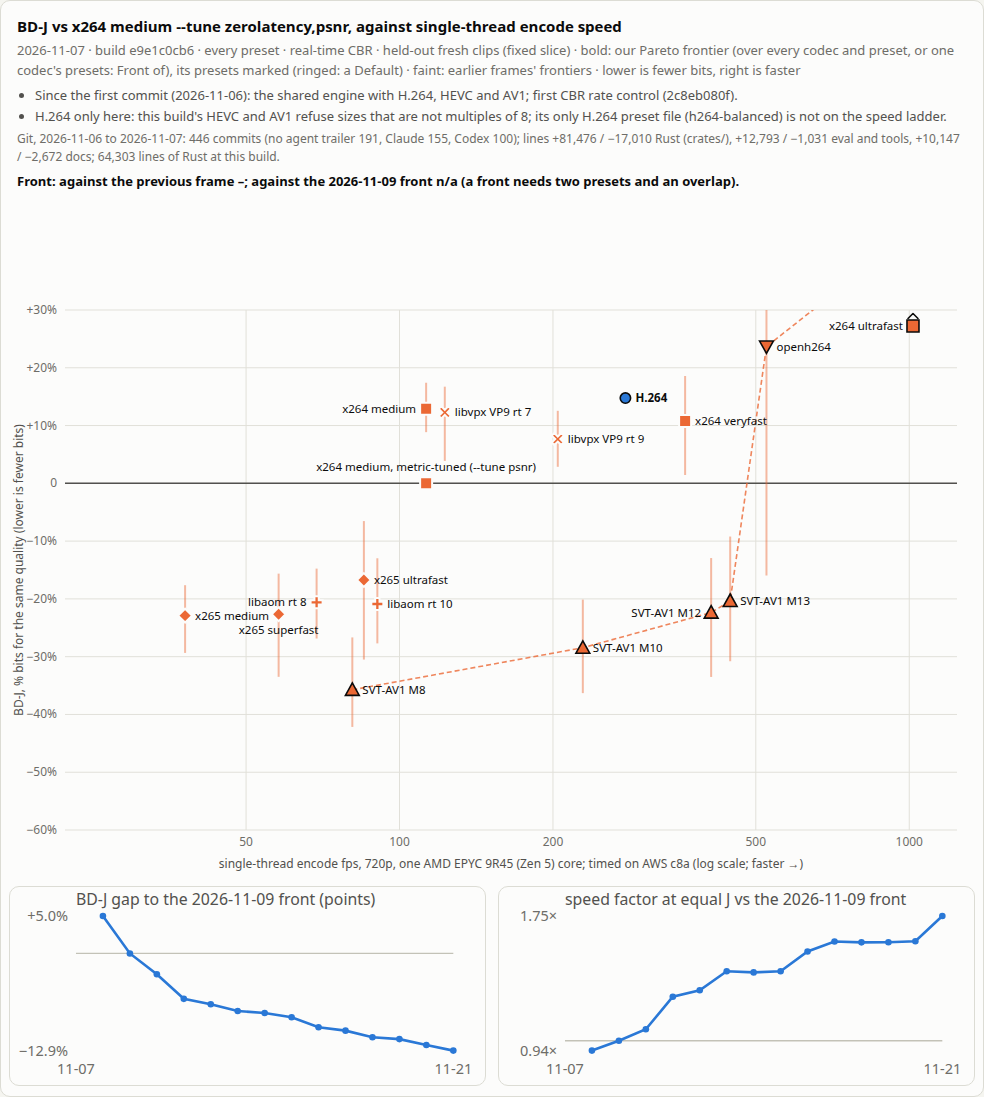 BD-J vs x264 medium --tune zerolatency,psnr, against single-thread encode speed
2026-11-07 · build e9e1c0cb6 · every preset · real-time CBR · held-out fresh clips (fixed slice) · bold: our Pareto frontier (over every codec and preset, or one
codec's presets: Front of), its presets marked (ringed: a Default) · faint: earlier frames' frontiers · lower is fewer bits, right is faster
• Since the first commit (2026-11-06): the shared engine with H.264, HEVC and AV1; first CBR rate control (2c8eb080f).
• H.264 only here: this build's HEVC and AV1 refuse sizes that are not multiples of 8; its only H.264 preset file (h264-balanced) is not on the speed ladder.
Git, 2026-11-06 to 2026-11-07: 446 commits (no agent trailer 191, Claude 155, Codex 100); lines +81,476 / −17,010 Rust (crates/), +12,793 / −1,031 eval and tools, +10,147
/ −2,672 docs; 64,303 lines of Rust at this build.
Front: against the previous frame –; against the 2026-11-09 front n/a (a front needs two presets and an overlap).
BD-J, % bits for the same quality (lower is fewer bits)
+30%
+20%
+10%
0
−10%
−20%
−30%
−40%
−50%
−60%
x264 ultrafast
openh264
H.264
x264 medium
libvpx VP9 rt 7
x264 veryfast
libvpx VP9 rt 9
x264 medium, metric-tuned (--tune psnr)
x265 ultrafast
libaom rt 8
libaom rt 10
x265 medium
x265 superfast
SVT-AV1 M13
SVT-AV1 M12
SVT-AV1 M10
SVT-AV1 M8
50
100
200
500
1000
single-thread encode fps, 720p, one AMD EPYC 9R45 (Zen 5) core; timed on AWS c8a (log scale; faster →)
BD-J gap to the 2026-11-09 front (points)
+5.0%
−12.9%
11-07
11-21
speed factor at equal J vs the 2026-11-09 front
1.75×
0.94×
11-07
11-21